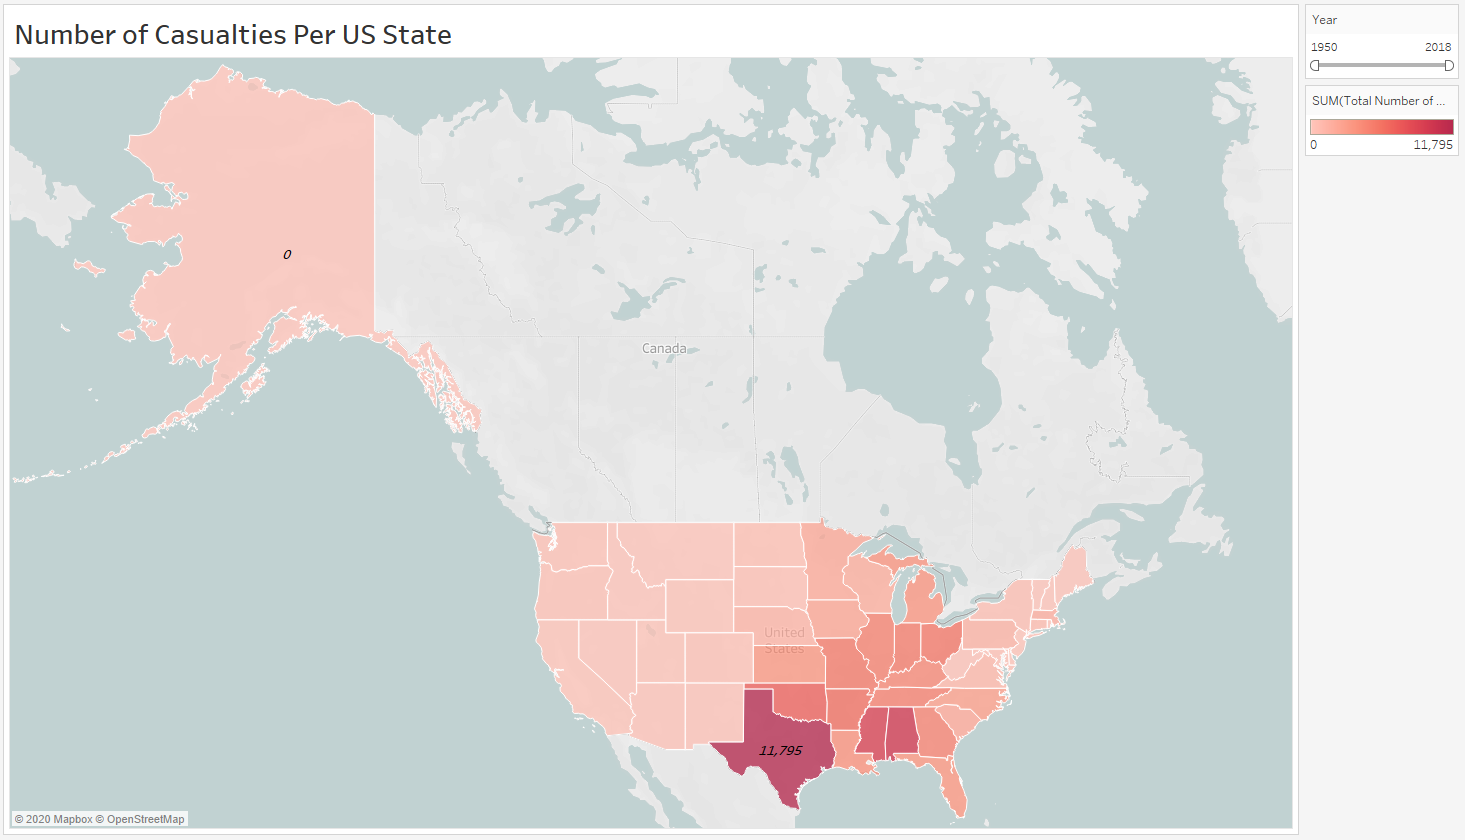 Number of Casualties Per US State
Year
1950 2018
SUM(Total Number of ...
0 11,795
0
Canada
United
States
11,795
© 2020 Mapbox © OpenStreetMap